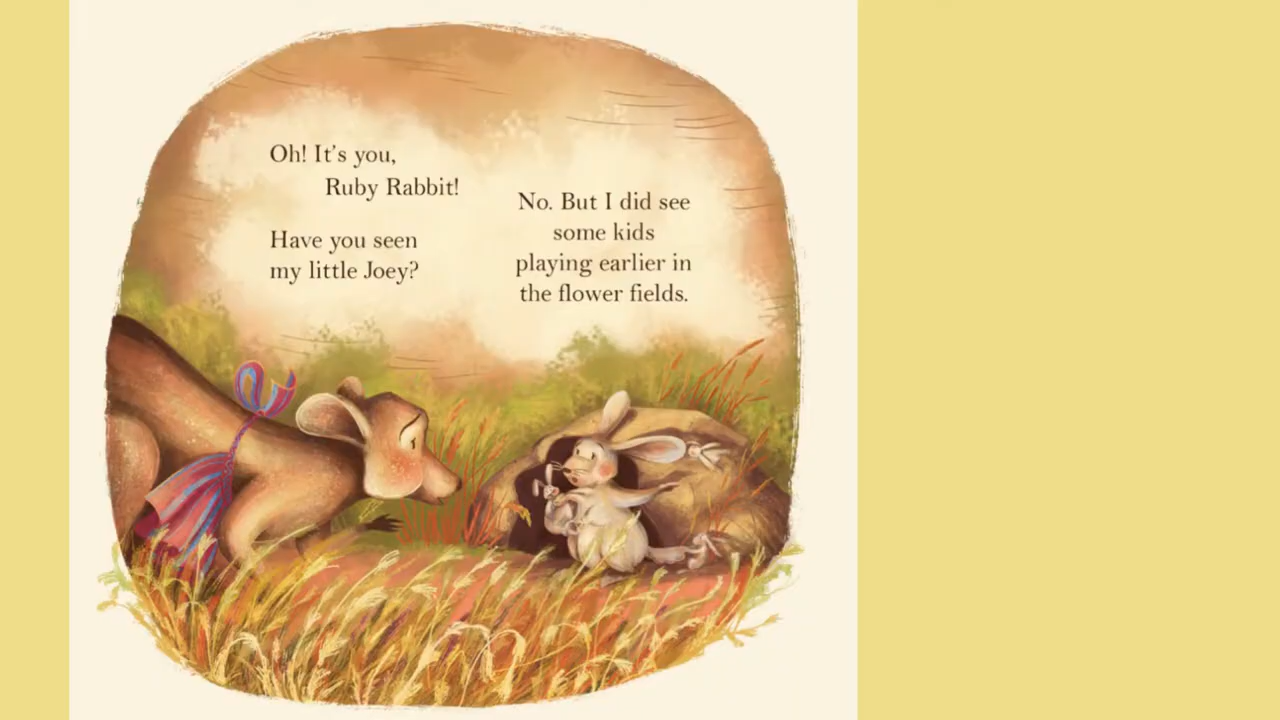 Oh! It's you,
Ruby Rabbit!
Have you seen
my little Joey?
No. But I did see
some kids
playing earlier in
the flower fields.